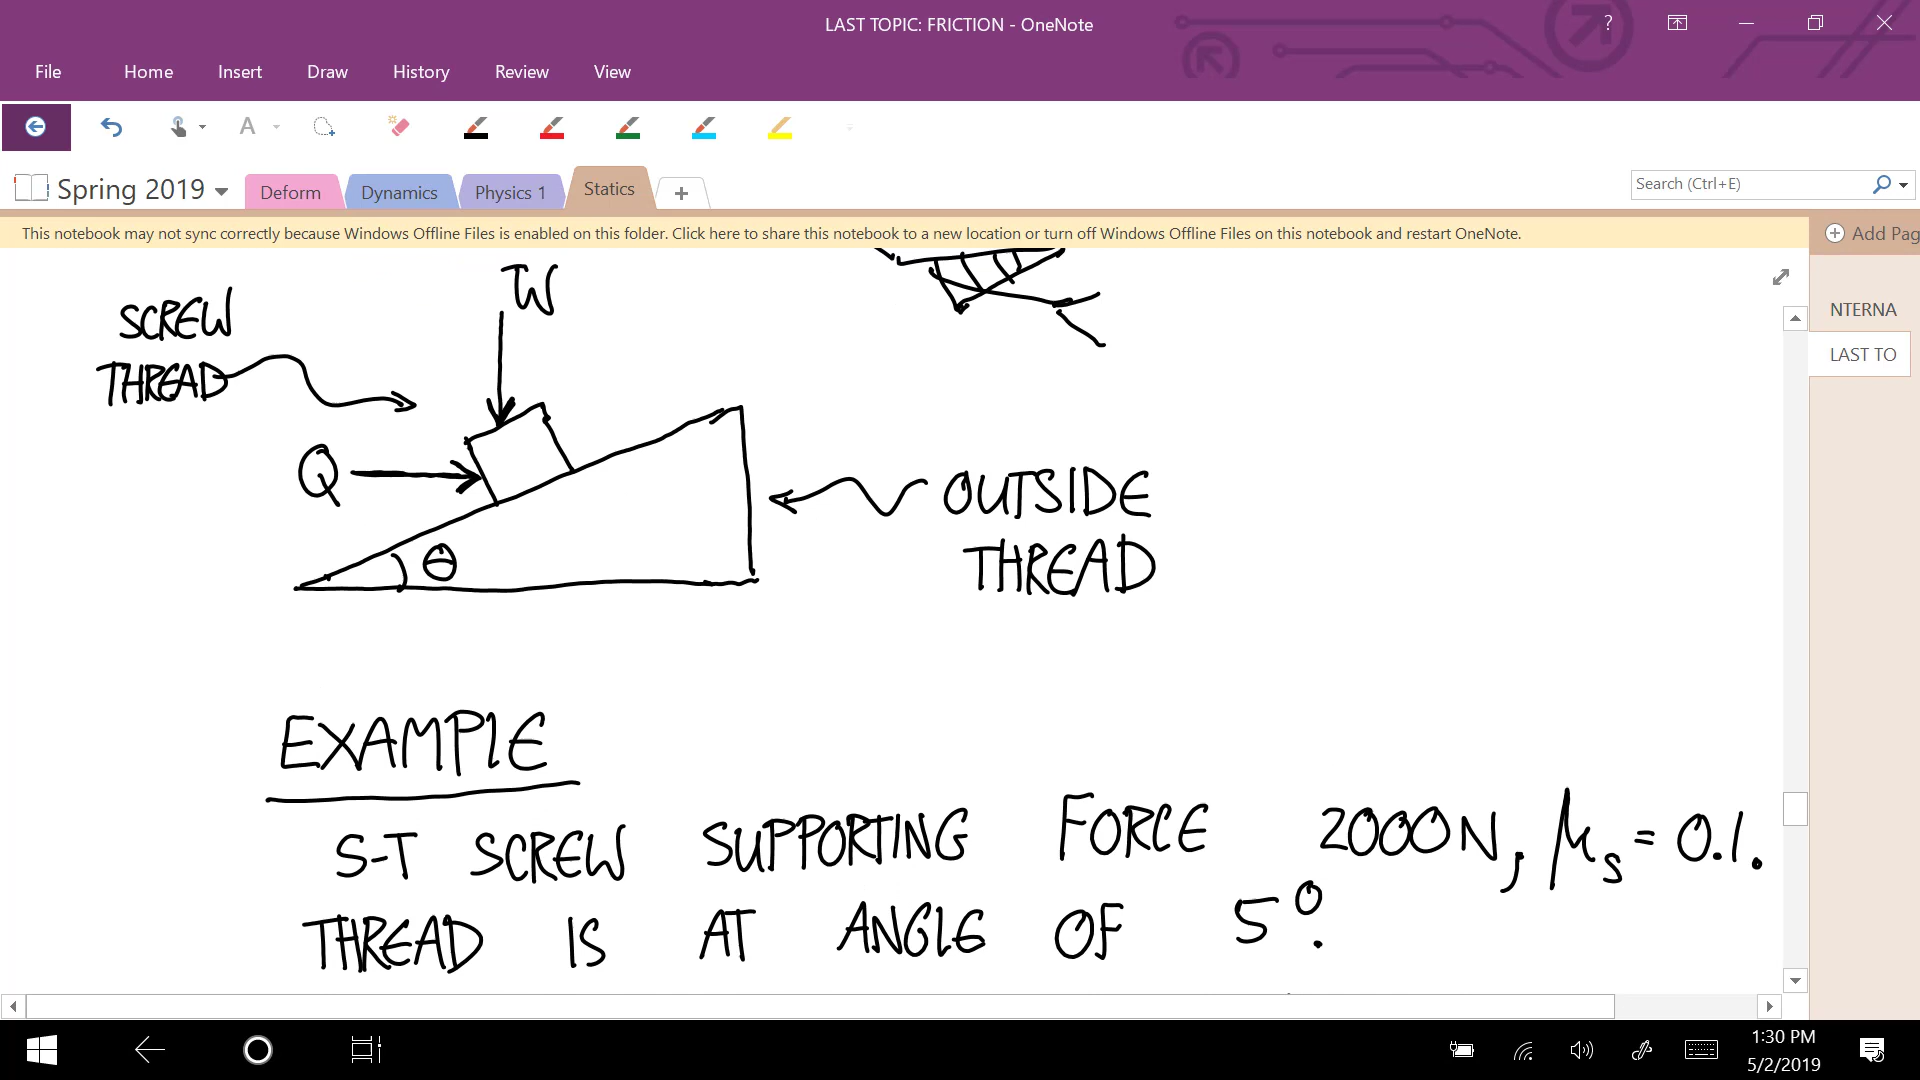 LAST TOPIC: FRICTION - OneNote
?
File Home Insert Draw History Review View
A
Spring 2019 Deform Dynamics Physics 1 Statics +
Search (Ctrl+E)
This notebook may not sync correctly because Windows Offline Files is enabled on this folder. Click here to share this notebook to a new location or turn off Windows Offline Files on this notebook and restart OneNote.
Add Pag
NTERNA
LAST TO
W
SCREW
THREAD
Q
θ
OUTSIDE
THREAD
EXAMPLE
S-T SCREW SUPPORTING FORCE 2000N, μs = 0.1.
THREAD IS AT ANGLE OF 5°.
1:30 PM
5/2/2019